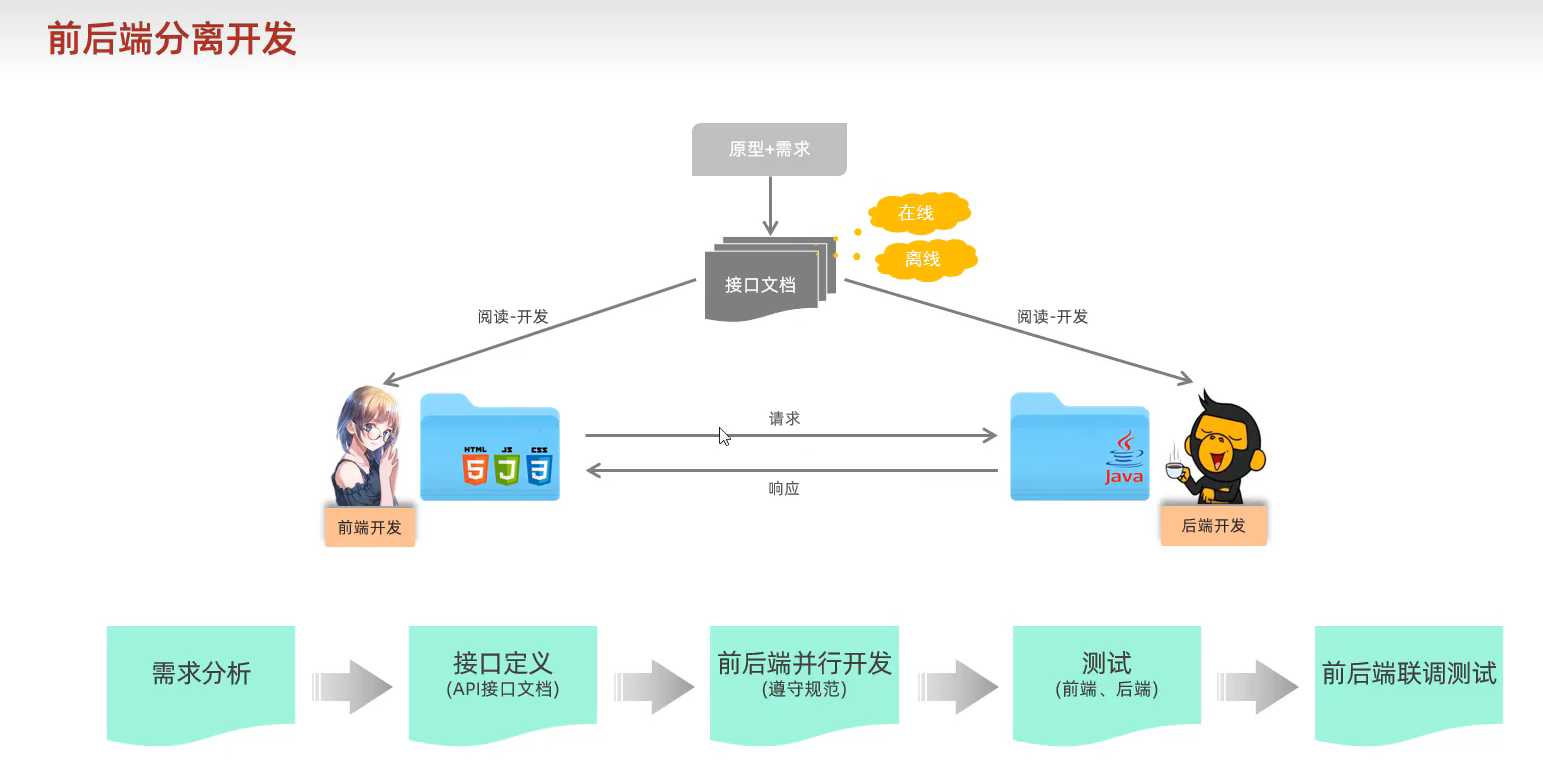 前后端分离开发
原型+需求
在线
离线
接口文档
阅读-开发
阅读-开发
请求
响应
HTML
JS
CSS
5
3
Java
前端开发
后端开发
需求分析
接口定义
(API接口文档)
前后端并行开发
(遵守规范)
测试
(前端、后端)
前后端联调测试